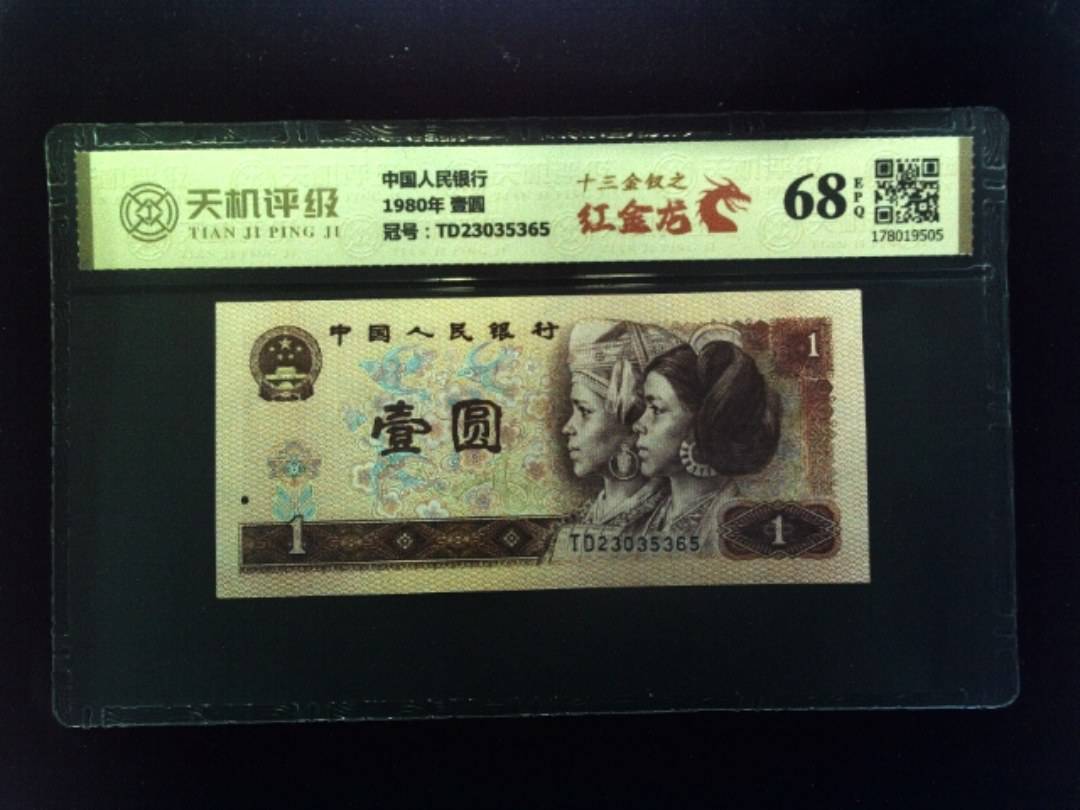 天机评级
TIAN JI PING JI
中国人民银行
1980年 壹圆
冠号：TD23035365
十三金钗之
红金龙
68
EPQ
178019505
中国人民银行
1
壹圆
1
TD23035365
1